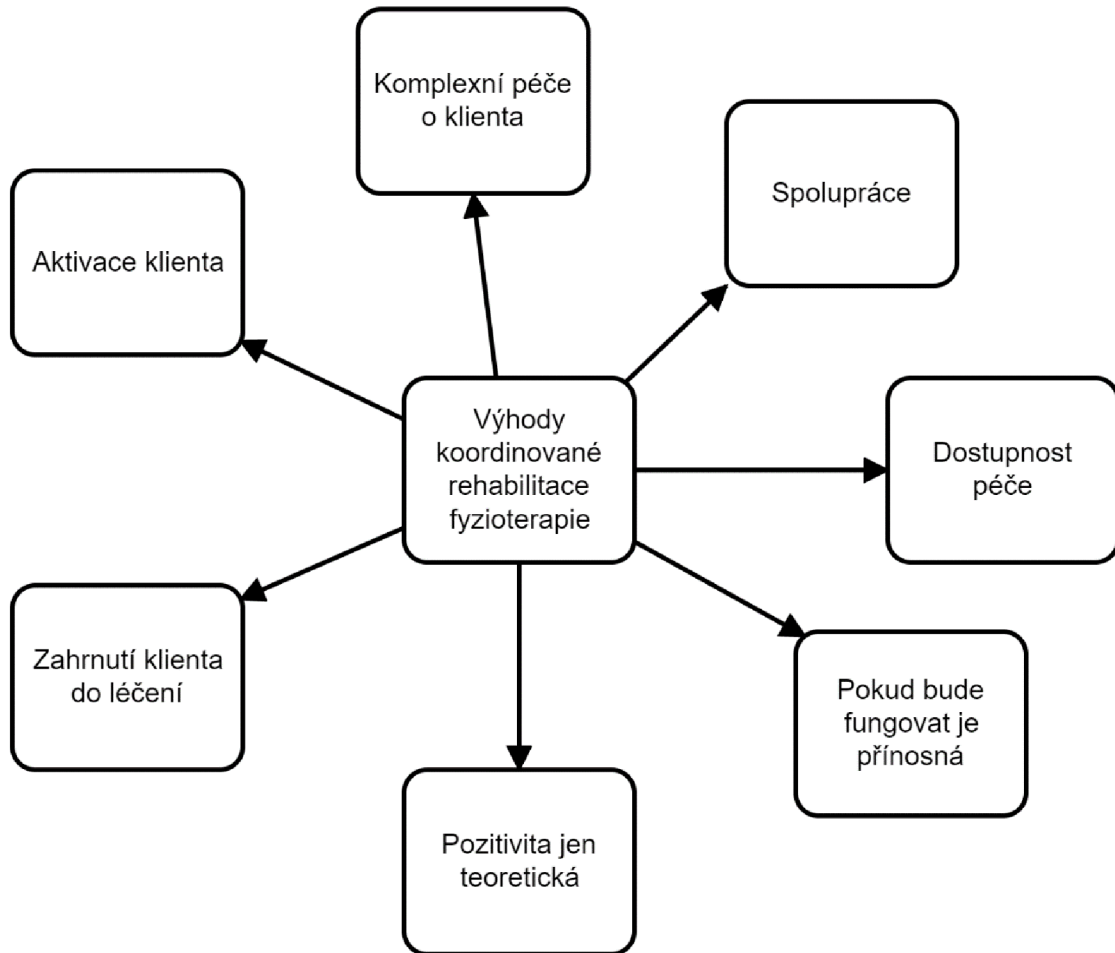 Komplexní péče
o klienta
Spolupráce
Aktivace klienta
Výhody
koordinované
rehabilitace
fyzioterapie
Dostupnost
péče
Zahrnutí klienta
do léčení
Pokud bude
fungovat je
přínosná
Pozitivita jen
teoretická